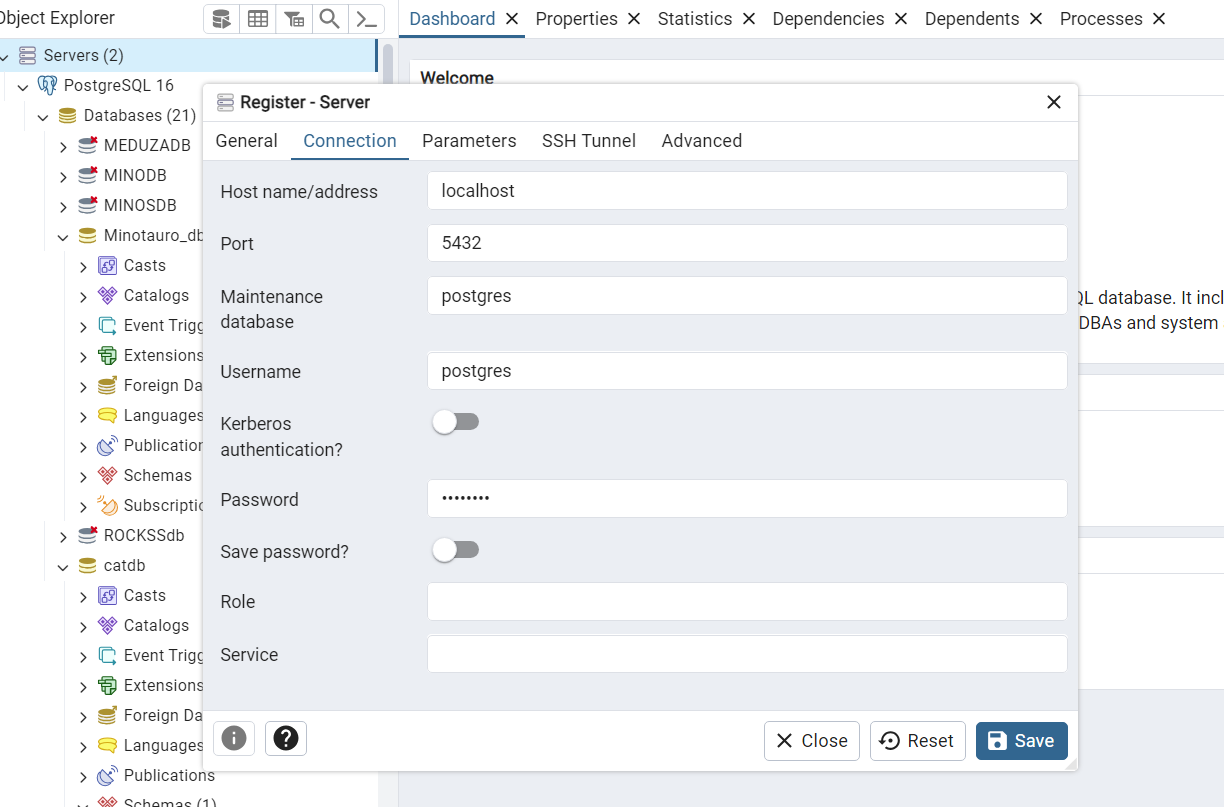 Object Explorer
Dashboard
Properties
Statistics
Dependencies
Dependents
Processes
Servers (2)
PostgreSQL 16
Databases (21)
MEDUZADB
MINODB
MINOSDB
Minotauro_db
Casts
Catalogs
Event Trigg
Extensions
Foreign Da
Languages
Publication
Schemas
Subscriptio
ROCKSSdb
catdb
Casts
Catalogs
Event Trigg
Extensions
Foreign Da
Languages
Publications
Schemas (1)
Welcome
QL database. It incl
DBAs and system
Register - Server
General
Connection
Parameters
SSH Tunnel
Advanced
Host name/address
localhost
Port
5432
Maintenance
database
postgres
Username
postgres
Kerberos
authentication?
Password
••••••••
Save password?
Role
Service
Close
Reset
Save